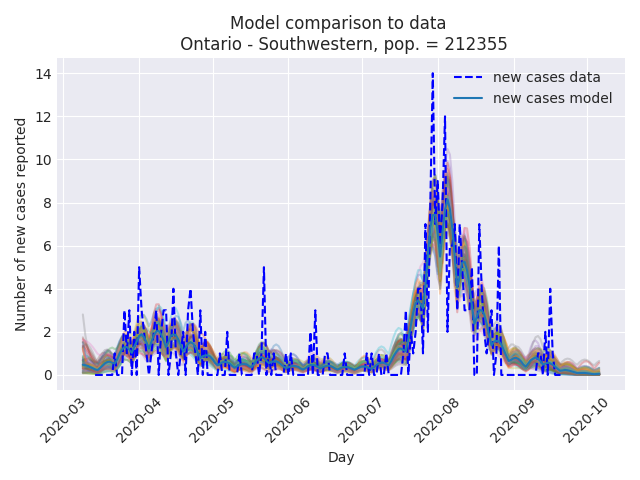 Model comparison to data
Ontario - Southwestern, pop. = 212355
new cases data
new cases model
Number of new cases reported
14
12
10
8
6
4
2
0
2020-03
2020-04
2020-05
2020-06
2020-07
2020-08
2020-09
2020-10
Day